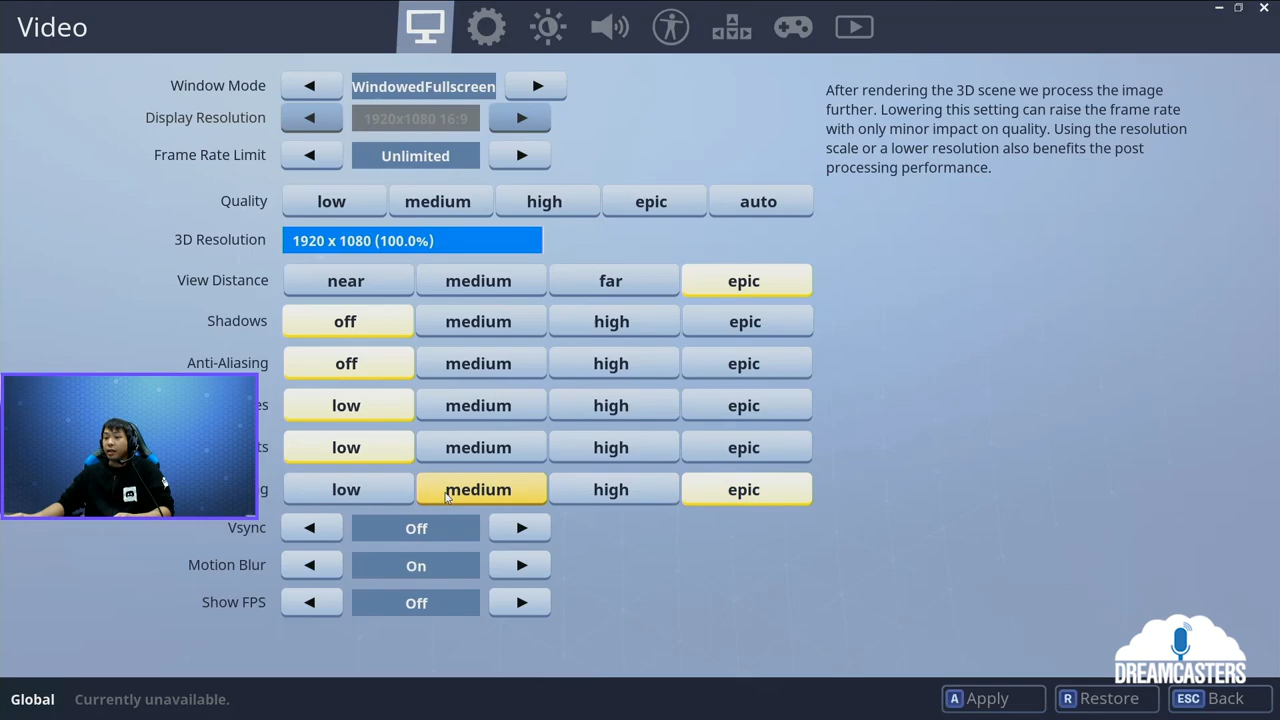 Video
Window Mode WindowedFullscreen
Display Resolution 1920x1080 16:9
Frame Rate Limit Unlimited
Quality low medium high epic auto
3D Resolution 1920 x 1080 (100.0%)
View Distance near medium far epic
Shadows off medium high epic
Anti-Aliasing off medium high epic
es low medium high epic
ts low medium high epic
g low medium high epic
Vsync Off
Motion Blur On
Show FPS Off
After rendering the 3D scene we process the image
further. Lowering this setting can raise the frame rate
with only minor impact on quality. Using the resolution
scale or a lower resolution also benefits the post
processing performance.
DREAMCASTERS
Global Currently unavailable.
A Apply R Restore ESC Back